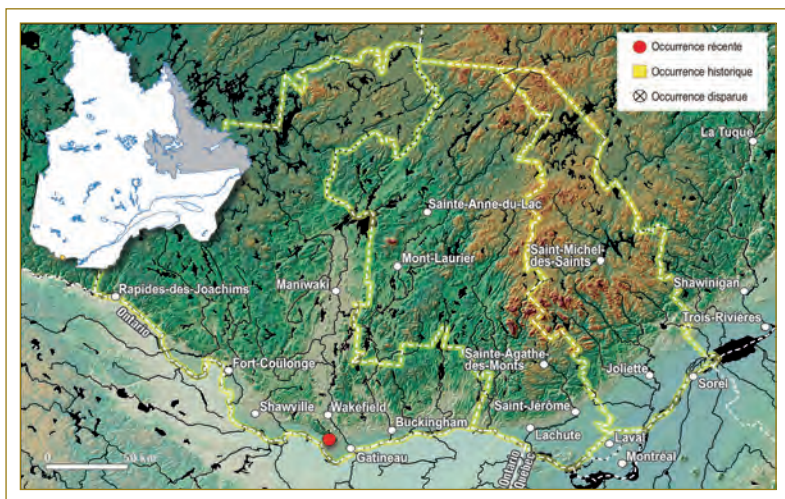 Occurrence récente
Occurrence historique
Occurrence disparue
La Tuque
Sainte-Anne-du-Lac
Saint-Michel-
des-Saints
Mont-Laurier
Maniwaki
Rapides-des-Joachims
Shawinigan
Ontario
Trois-Rivières
Fort-Coülonge
Sainte-Agathe-
des-Monts
Joliette
Sorel
Shawville
Wakefield
Saint-Jérôme
Buckingham
Lachute
Laval
Gatineau
Montréal
Ontario
Québec
0 50 km